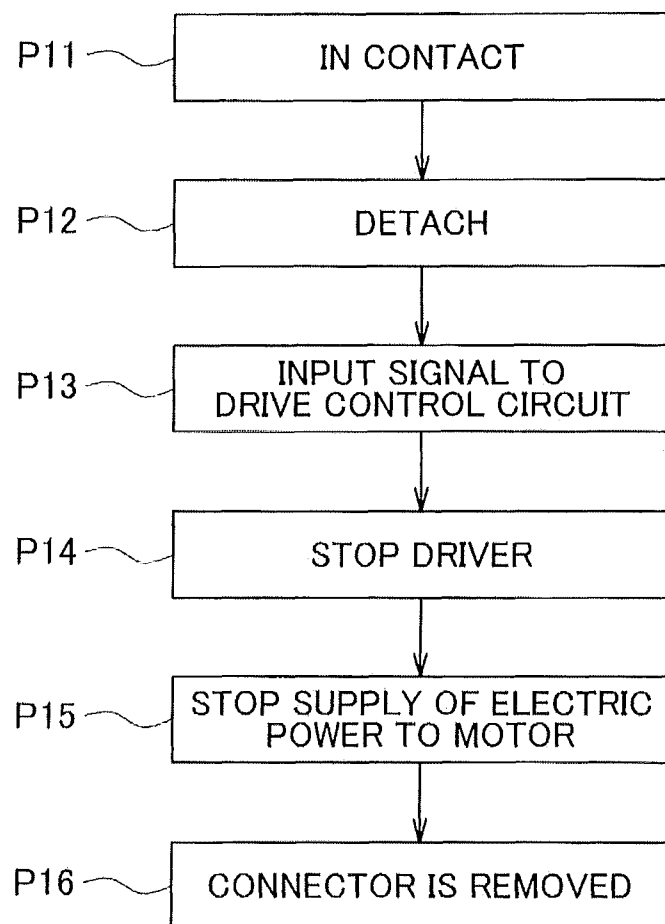 P11
IN CONTACT
P12
DETACH
P13
INPUT SIGNAL TO
DRIVE CONTROL CIRCUIT
P14
STOP DRIVER
P15
STOP SUPPLY OF ELECTRIC
POWER TO MOTOR
P16
CONNECTOR IS REMOVED